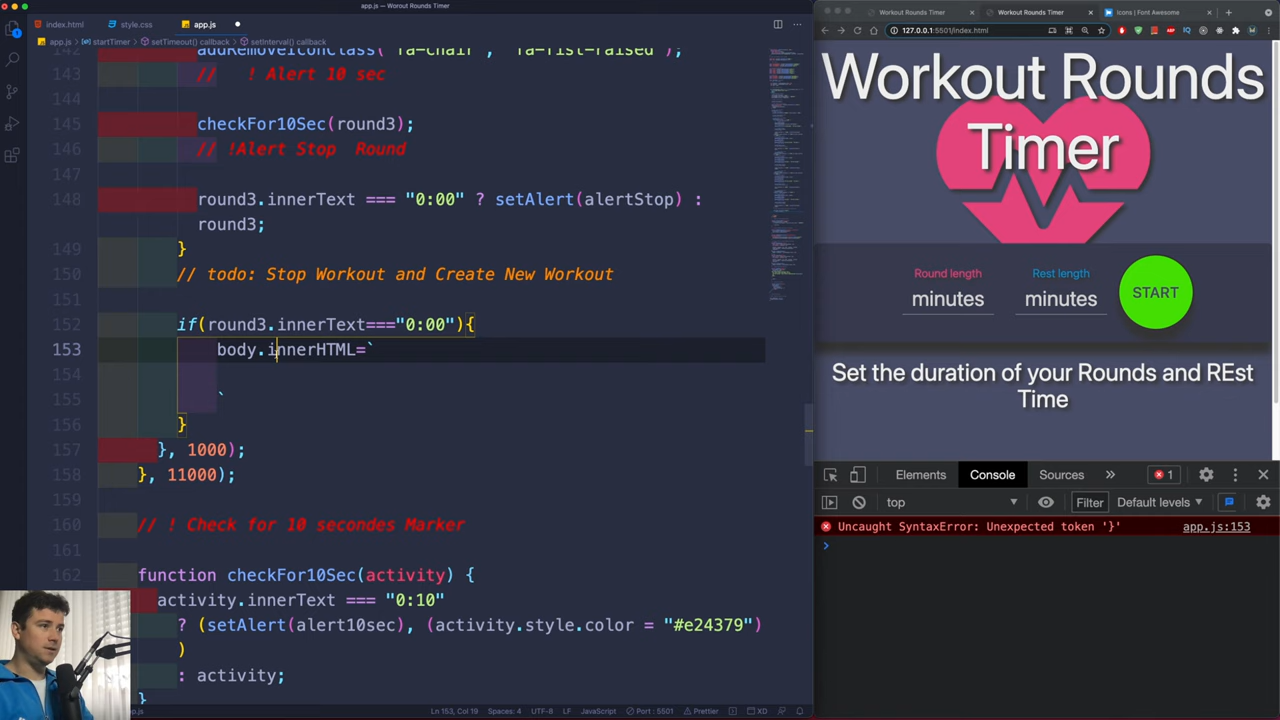 app.js — Worout Rounds Timer
index.html
style.css
app.js
app.js > startTimer > setTimeout() callback > setInterval() callback
142 addRemoveIconClass("fa-chair", "fa-fist-raised");
143 // ! Alert 10 sec
144
145 checkFor10Sec(round3);
146 // !Alert Stop Round
147
148 round3.innerText === "0:00" ? setAlert(alertStop) :
round3;
149 }
150 // todo: Stop Workout and Create New Workout
151
152 if(round3.innerText==="0:00"){
153 body.innerHTML=`
154
155 `
156 }
157 }, 1000);
158 }, 11000);
159
160 // ! Check for 10 secondes Marker
161
162 function checkFor10Sec(activity) {
activity.innerText === "0:10"
? (setAlert(alert10sec), (activity.style.color = "#e24379")
)
: activity;
}
Ln 153, Col 19 Spaces: 4 UTF-8 LF JavaScript Port : 5501 Prettier XD
Workout Rounds Timer
Workout Rounds Timer
Icons | Font Awesome
127.0.0.1:5501/index.html
Workout Rounds
Timer
Round length
minutes
Rest length
minutes
START
Set the duration of your Rounds and REst
Time
Elements Console Sources 1
top Filter Default levels
Uncaught SyntaxError: Unexpected token '}' app.js:153